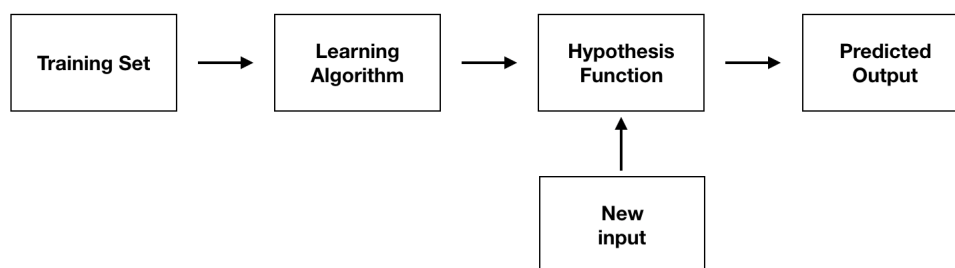 Training Set
Learning
Algorithm
Hypothesis
Function
Predicted
Output
New
input